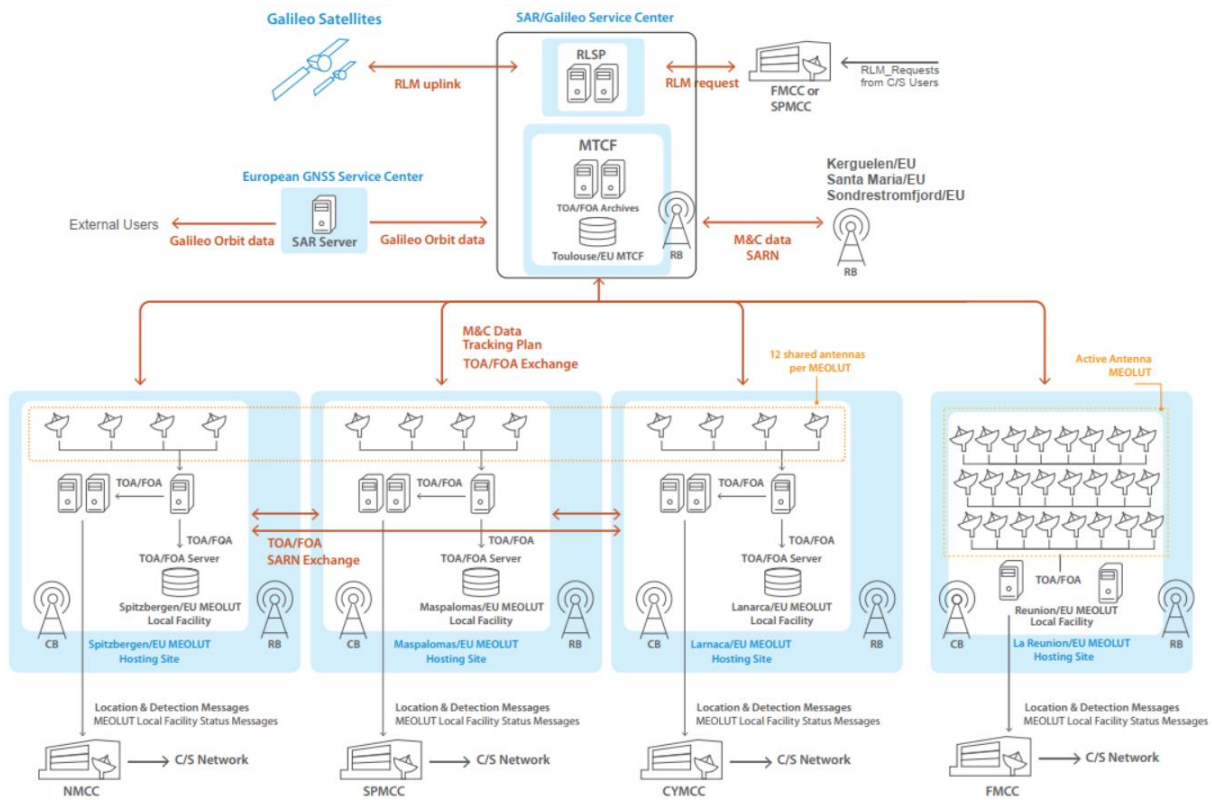 Galileo Satellites
SAR/Galileo Service Center
RLSP
RLM uplink
RLM request
FMCC or
SPMCC
RLM_Requests
from C/S Users
MTCF
TOA/FOA Archives
Toulouse/EU MTCF
RB
European GNSS Service Center
SAR Server
External Users
Galileo Orbit data
Galileo Orbit data
Kerguelen/EU
Santa Maria/EU
Sondrestromfjord/EU
M&C data
SARN
RB
M&C Data
Tracking Plan
TOA/FOA Exchange
12 shared antennas
per MEOLUT
Active Antenna
MEOLUT
TOA/FOA
TOA/FQA
TOA/FOA Server
Spitzbergen/EU MEOLUT
Local Facility
CB
Spitzbergen/EU MEOLUT
Hosting Site
RB
TOA/FOA
SARN Exchange
TOA/FOA
TOA/FOA
TOA/FOA Server
Maspalomas/EU MEOLUT
Local Facility
CB
Maspalomas/EU MEOLUT
Hosting Site
RB
TOA/FOA
TOA/FOA
TOA/FOA Server
Lanarca/EU MEOLUT
Local Facility
CB
Larnaca/EU MEOLUT
Hosting Site
RB
TOA/FOA
Reunion/EU MEOLUT
Local Facility
CB
La Reunion/EU MEOLUT
Hosting Site
RB
Location & Detection Messages
MEOLUT Local Facility Status Messages
C/S Network
NMCC
Location & Detection Messages
MEOLUT Local Facility Status Messages
C/S Network
SPMCC
Location & Detection Messages
MEOLUT Local Facility Status Messages
C/S Network
CYMCC
Location & Detection Messages
MEOLUT Local Facility Status Messages
C/S Network
FMCC